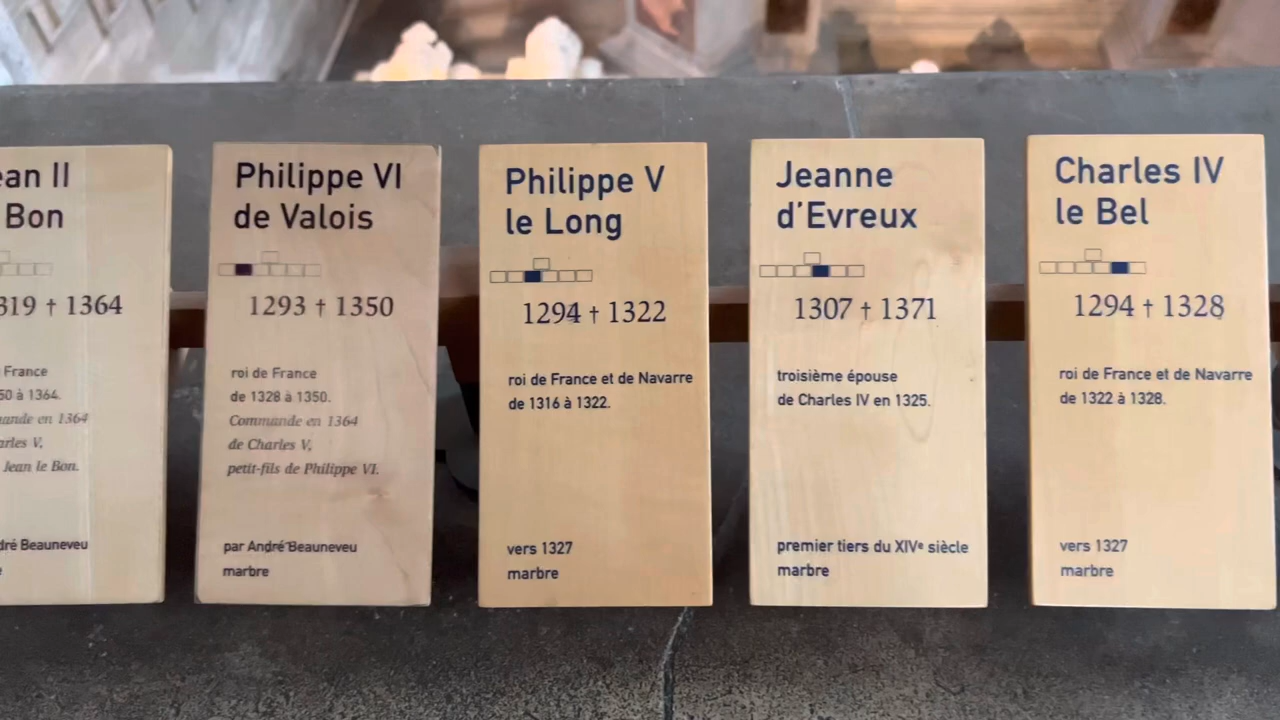 ean II
Bon
319 † 1364
France
50 à 1364.
ande en 1364
arles V,
Jean le Bon.
dré Beauneveu
Philippe VI
de Valois
1293 † 1350
roi de France
de 1328 à 1350.
Commande en 1364
de Charles V,
petit-fils de Philippe VI.
par André Beauneveu
marbre
Philippe V
le Long
1294 † 1322
roi de France et de Navarre
de 1316 à 1322.
vers 1327
marbre
Jeanne
d'Evreux
1307 † 1371
troisième épouse
de Charles IV en 1325.
premier tiers du XIVe siècle
marbre
Charles IV
le Bel
1294 † 1328
roi de France et de Navarre
de 1322 à 1328.
vers 1327
marbre